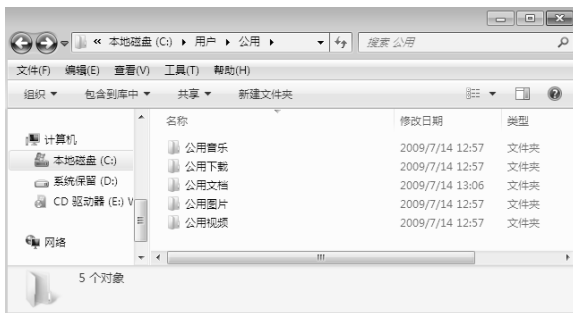 « 本地磁盘 (C:) 用户 公用 搜索 公用
文件(F) 编辑(E) 查看(V) 工具(T) 帮助(H)
组织 包含到库中 共享 新建文件夹
名称 修改日期 类型
计算机
本地磁盘 (C:)
系统保留 (D:)
CD 驱动器 (E:) V
网络
公用音乐 2009/7/14 12:57 文件夹
公用下载 2009/7/14 12:57 文件夹
公用文档 2009/7/14 13:06 文件夹
公用图片 2009/7/14 12:57 文件夹
公用视频 2009/7/14 12:57 文件夹
5 个对象